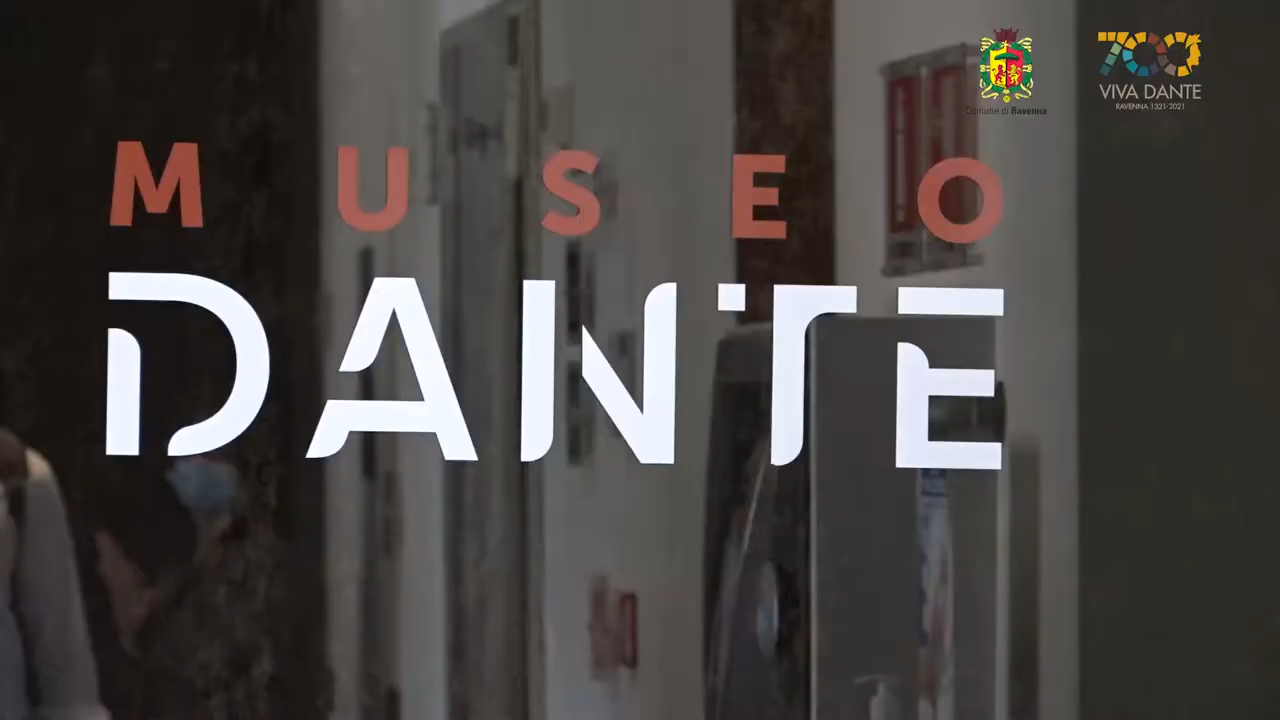 MUSEO
DANTE
Comune di Ravenna
700
VIVA DANTE
RAVENNA 1321-2021